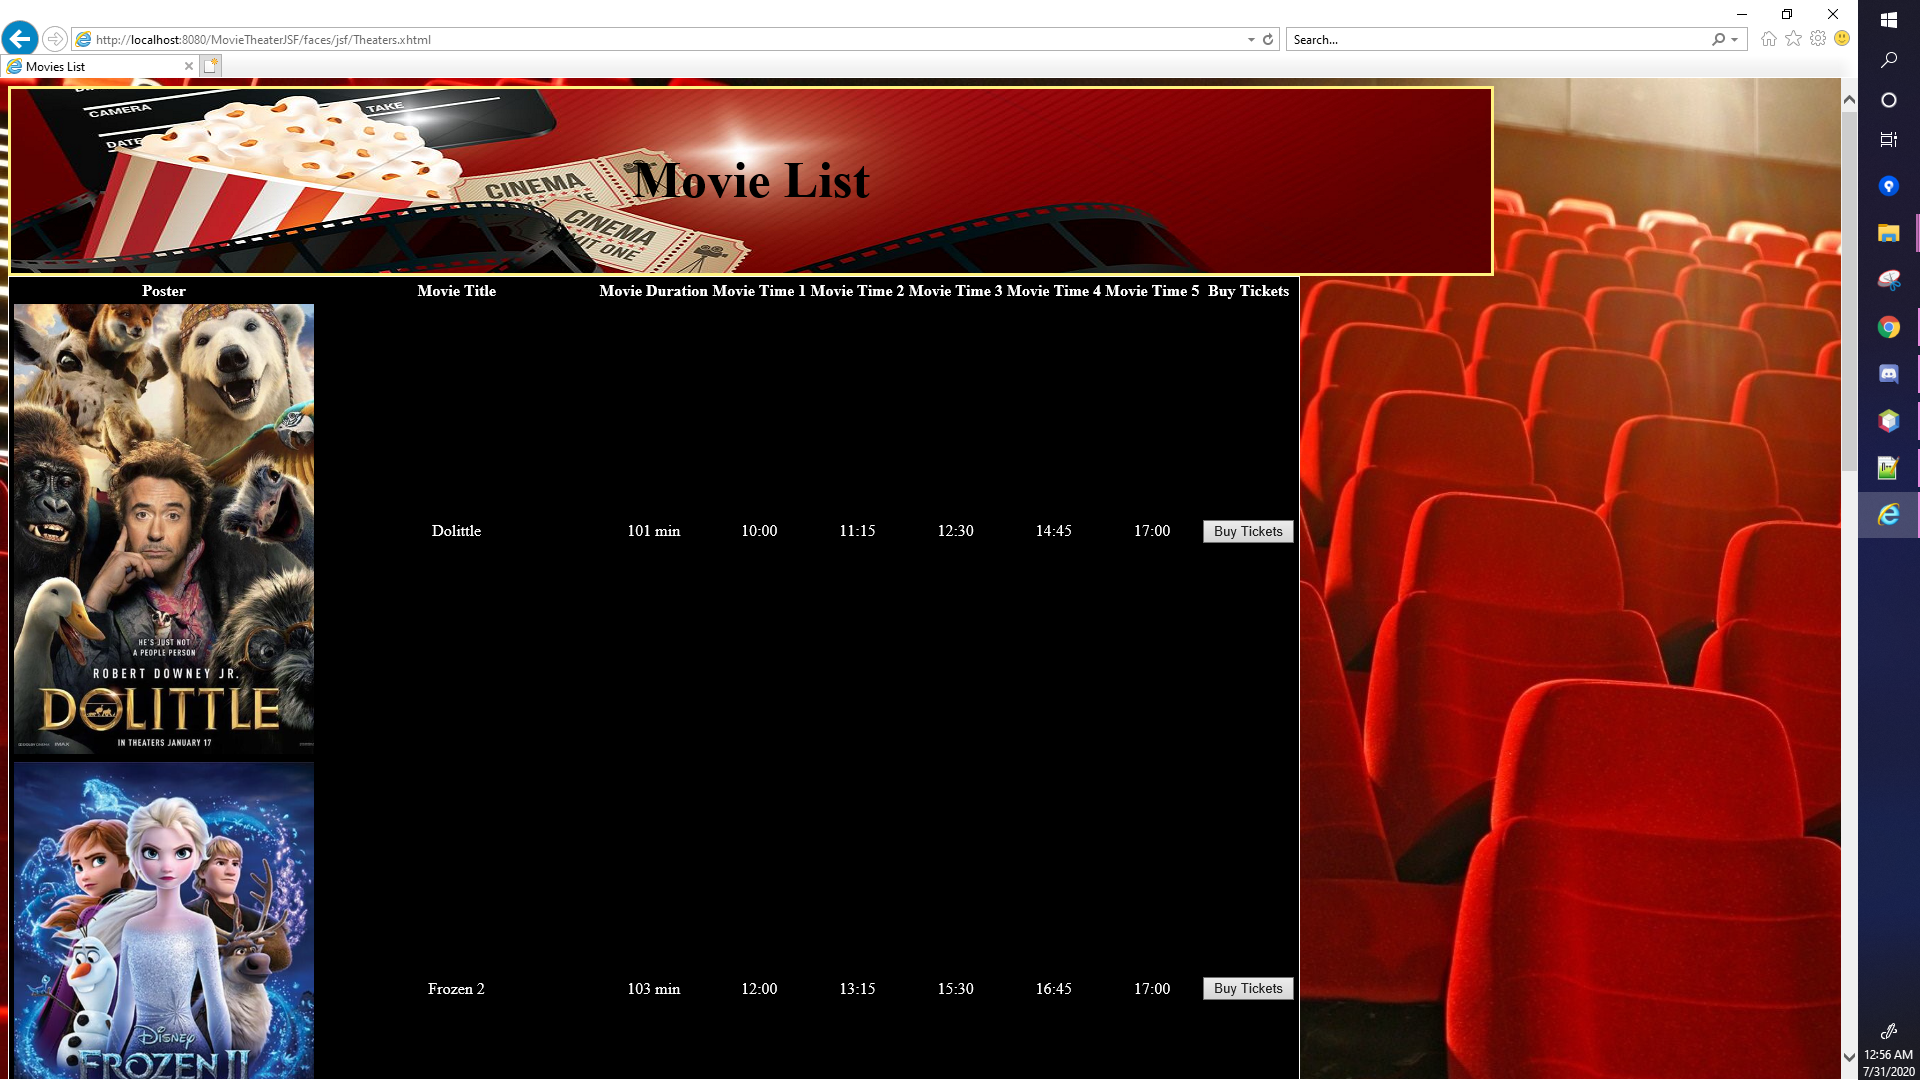 http://localhost:8080/MovieTheaterJSF/faces/jsf/Theaters.xhtml
Search...
Movies List
CAMERA
TAKE
DATE
CINEMA
CINEMA
IT ONE
Movie List
Poster Movie Title Movie Duration Movie Time 1 Movie Time 2 Movie Time 3 Movie Time 4 Movie Time 5 Buy Tickets
Dolittle 101 min 10:00 11:15 12:30 14:45 17:00 Buy Tickets
HE'S JUST NOT
A PEOPLE PERSON
ROBERT DOWNEY JR.
DOLITTLE
IN THEATERS JANUARY 17
IMAX
Frozen 2 103 min 12:00 13:15 15:30 16:45 17:00 Buy Tickets
Disney
FROZEN II
12:56 AM
7/31/2020